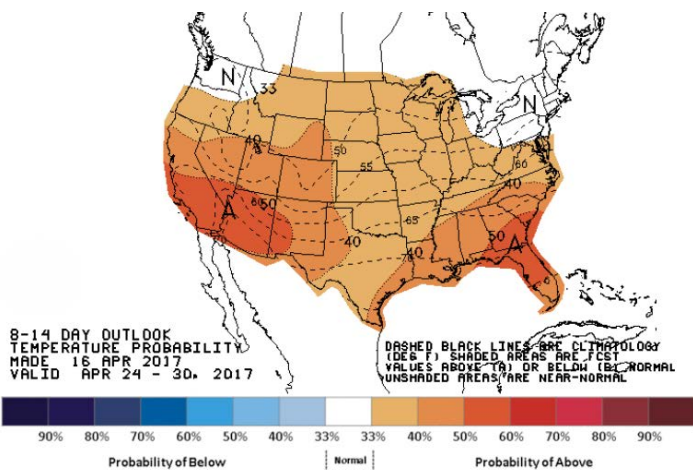 N
33
N
40
50
55
60
40
A
60
50
65
50
A
40
40
8-14 DAY OUTLOOK
TEMPERATURE PROBABILITY
MADE 16 APR 2017
VALID APR 24 - 30, 2017
DASHED BLACK LINES ARE CLIMATOLOGY
(DEG F) SHADED AREAS ARE FCST
VALUES ABOVE (A) OR BELOW (B) NORMAL
UNSHADED AREAS ARE NEAR-NORMAL
90% 80% 70% 60% 50% 40% 33% 33% 40% 50% 60% 70% 80% 90%
Probability of Below Normal Probability of Above